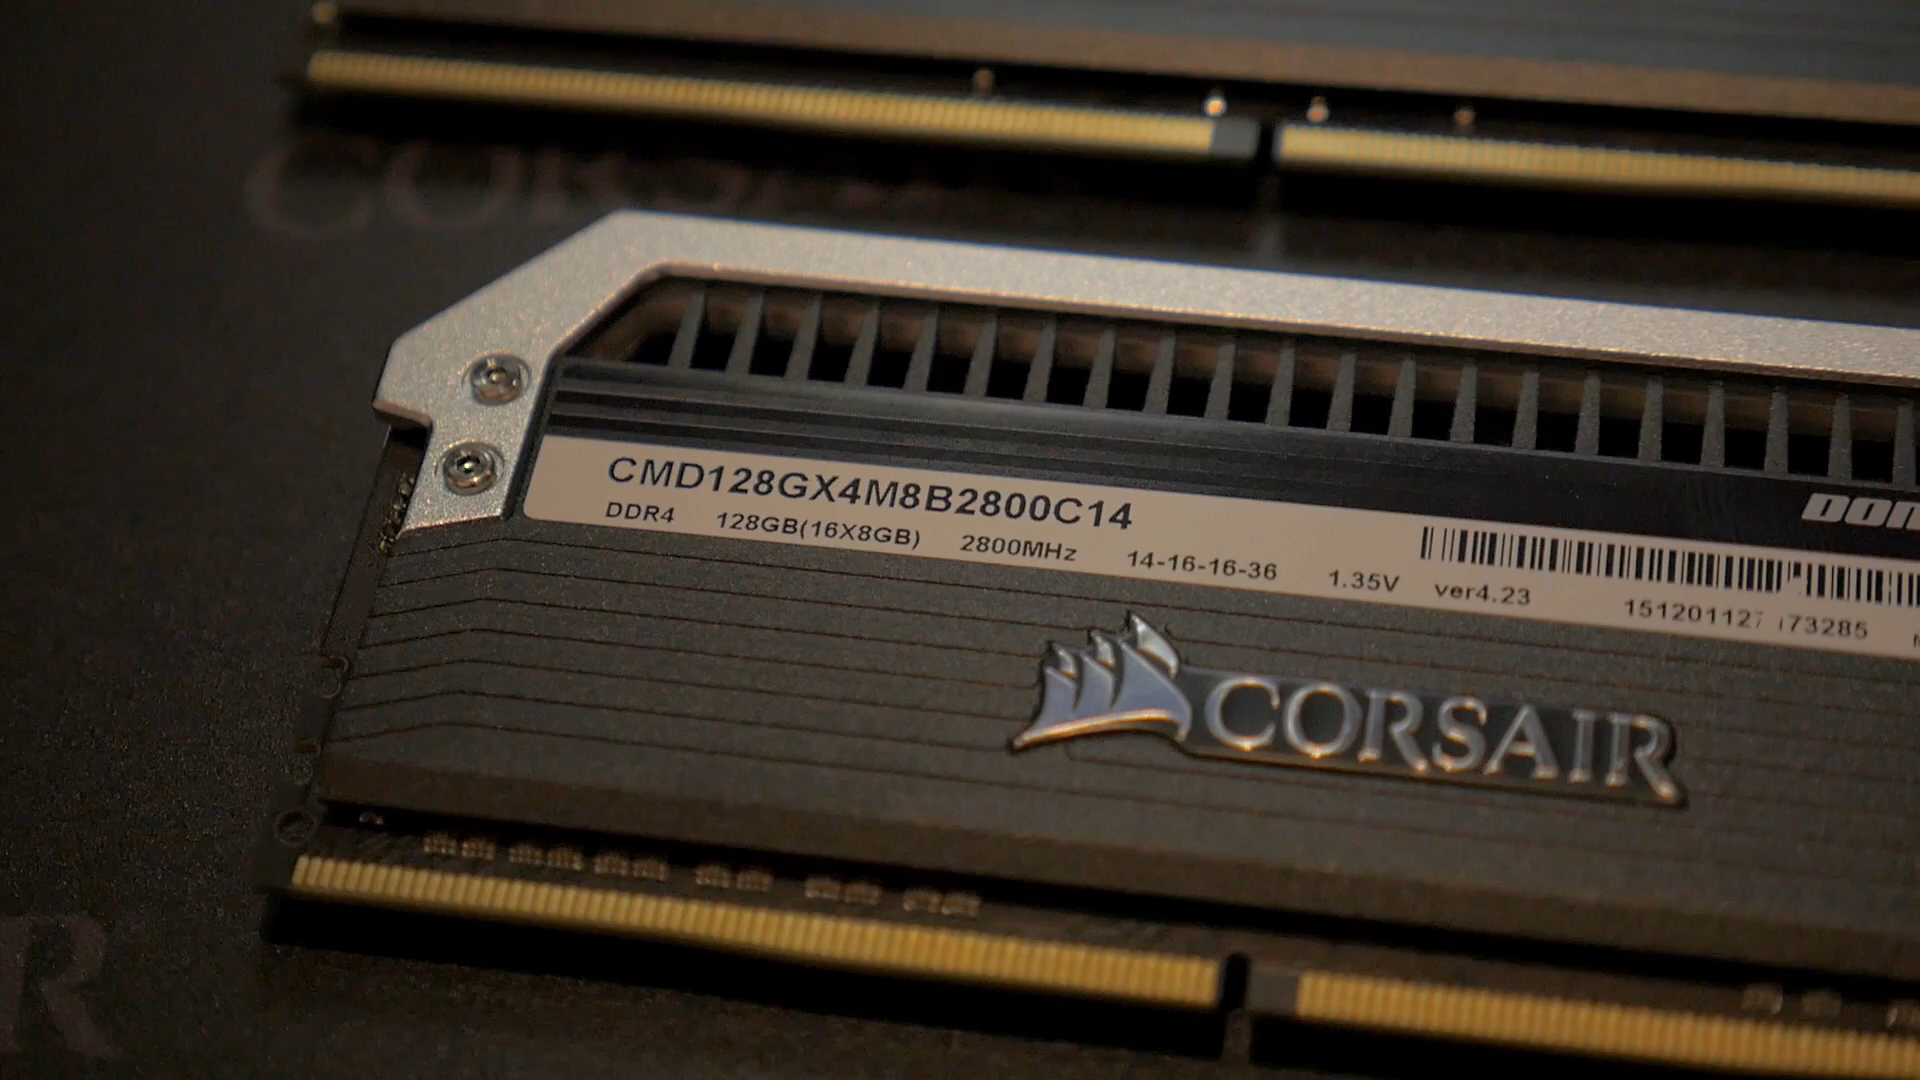 CMD128GX4M8B2800C14
DDR4 128GB(16X8GB) 2800MHz 14-16-16-36 1.35V ver4.23
CORSAIR